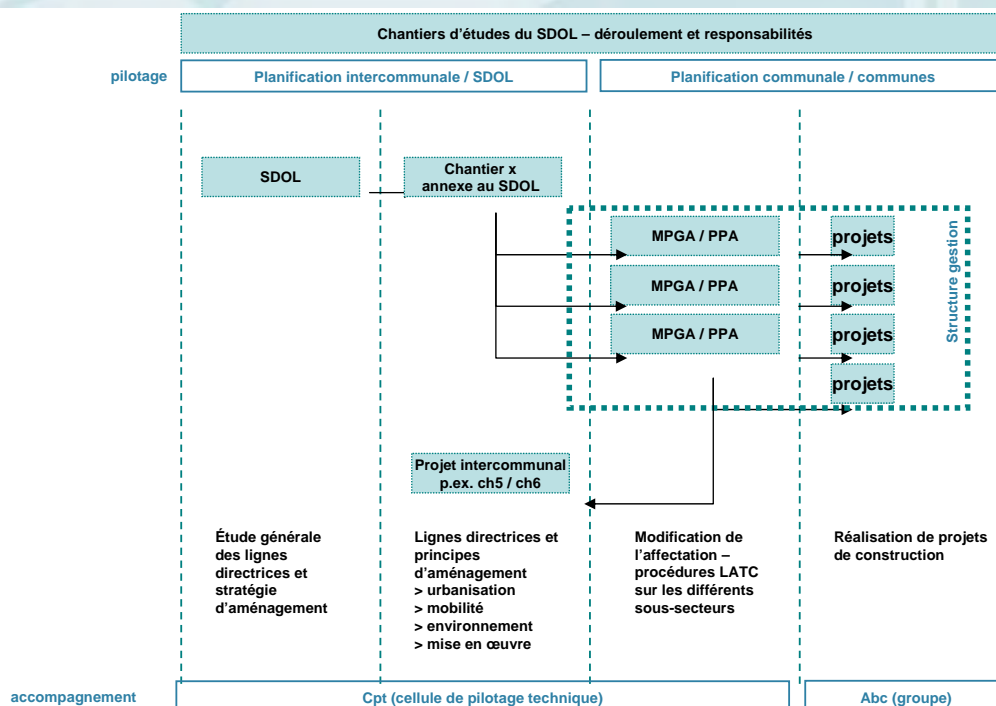 Chantiers d'études du SDOL – déroulement et responsabilités
pilotage
Planification intercommunale / SDOL
Planification communale / communes
SDOL
Chantier x
annexe au SDOL
MPGA / PPA
projets
MPGA / PPA
projets
MPGA / PPA
projets
projets
Structure gestion
Projet intercommunal
p.ex. ch5 / ch6
Étude générale
des lignes
directrices et
stratégie
d'aménagement
Lignes directrices et
principes
d'aménagement
> urbanisation
> mobilité
> environnement
> mise en œuvre
Modification de
l'affectation –
procédures LATC
sur les différents
sous-secteurs
Réalisation de projets
de construction
accompagnement
Cpt (cellule de pilotage technique)
Abc (groupe)